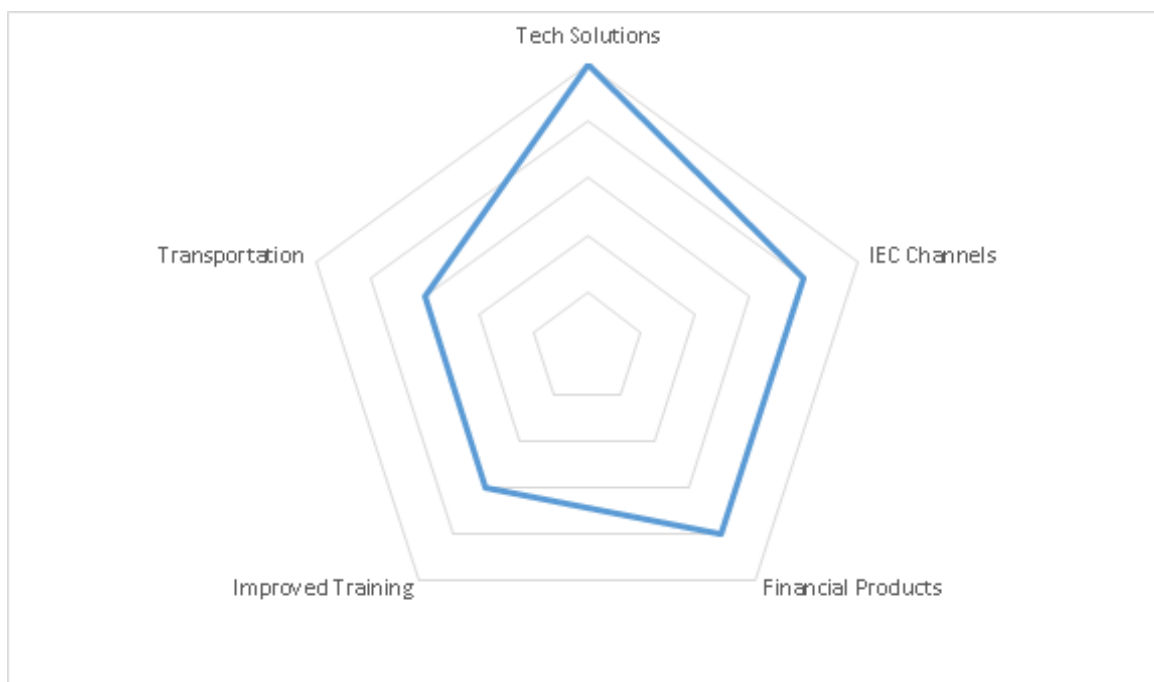 Tech Solutions
Transportation
IEC Channels
Improved Training
Financial Products